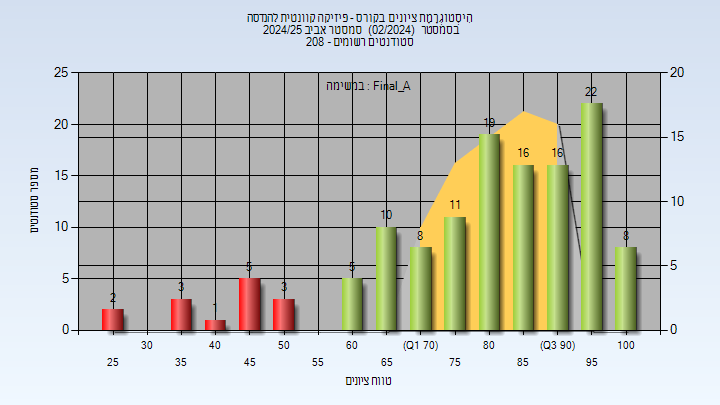 היסטוגרמת ציונים בקורס - פיזיקה קוונטית להנדסה
בסמסטר (02/2024) סמסטר אביב 2024/25
סטודנטים רשומים - 208
במשימה : Final_A
25 20 15 10 5 0
מספר סטודנטים
20 15 10 5 0
2 3 1 5 3 5 10 8 11 19 16 16 22 8
30 40 50 60 (Q1 70) 80 (Q3 90) 100
25 35 45 55 65 75 85 95
טווח ציונים